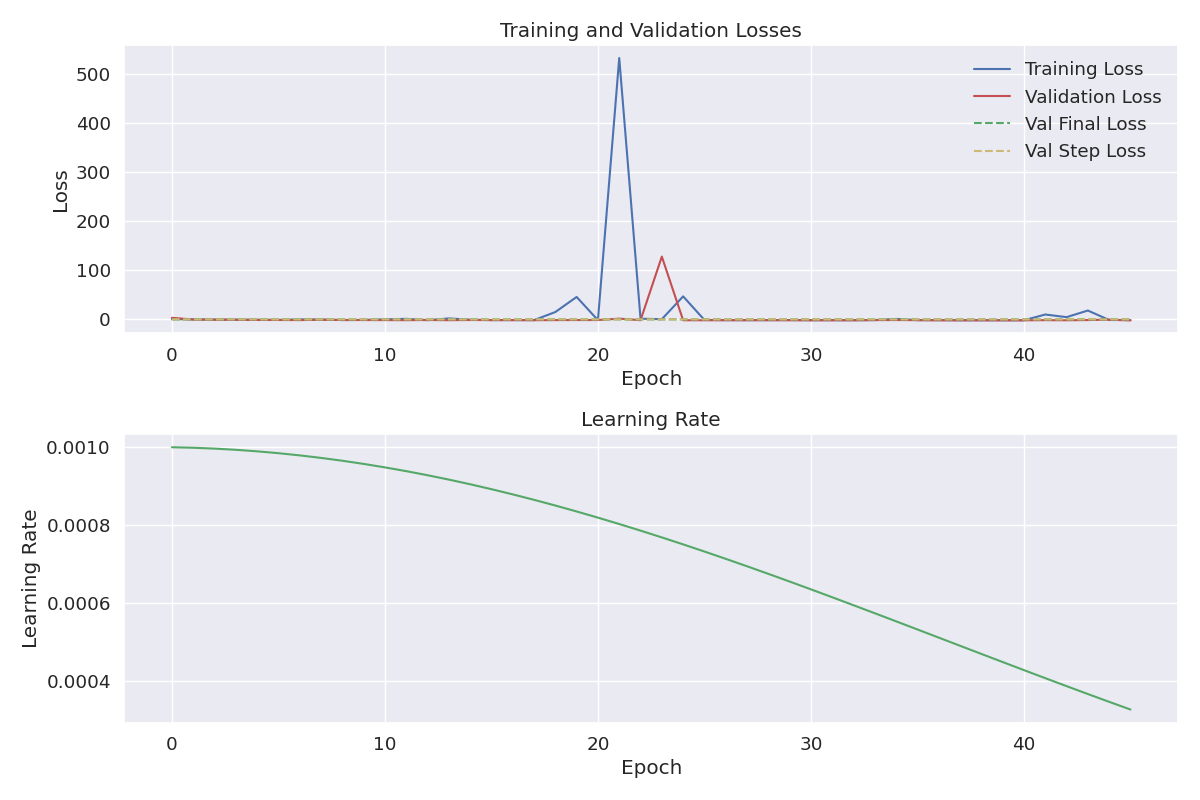 Training and Validation Losses
500
400
300
200
100
0
Loss
Training Loss
Validation Loss
Val Final Loss
Val Step Loss
0 10 20 30 40
Epoch
Learning Rate
0.0010
0.0008
0.0006
0.0004
Learning Rate
0 10 20 30 40
Epoch